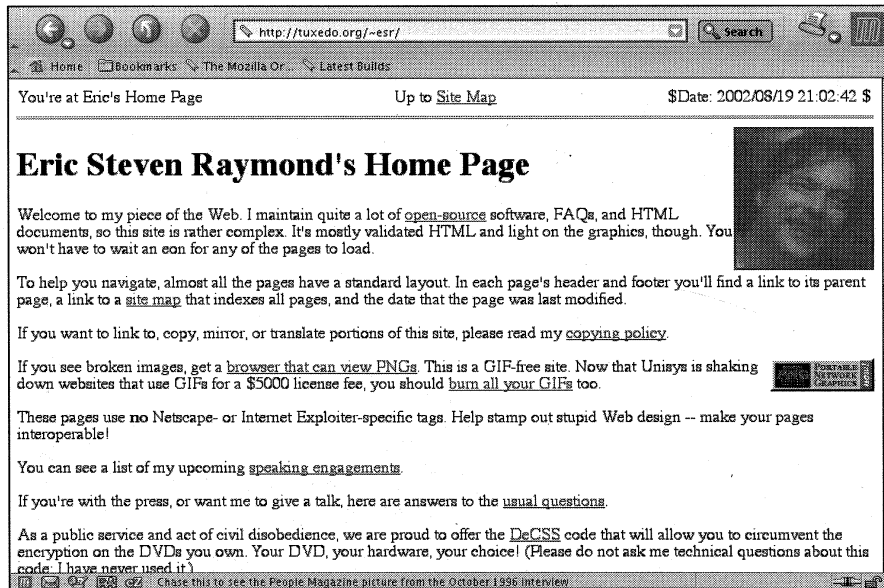 http://tuxedo.org/~esr/
Search
Home Bookmarks The Mozilla Or... Latest Builds
You're at Eric's Home Page Up to Site Map $Date: 2002/08/19 21:02:42 $
Eric Steven Raymond's Home Page
Welcome to my piece of the Web. I maintain quite a lot of open-source software, FAQs, and HTML
documents, so this site is rather complex. It's mostly validated HTML and light on the graphics, though. You
won't have to wait an eon for any of the pages to load.
To help you navigate, almost all the pages have a standard layout. In each page's header and footer you'll find a link to its parent
page, a link to a site map that indexes all pages, and the date that the page was last modified.
If you want to link to, copy, mirror, or translate portions of this site, please read my copying policy.
If you see broken images, get a browser that can view PNGs. This is a GIF-free site. Now that Unisys is shaking
down websites that use GIFs for a $5000 license fee, you should burn all your GIFs too.
PORTABLE
NETWORK
GRAPHICS
These pages use no Netscape- or Internet Exploiter-specific tags. Help stamp out stupid Web design -- make your pages
interoperable!
You can see a list of my upcoming speaking engagements.
If you're with the press, or want me to give a talk, here are answers to the usual questions.
As a public service and act of civil disobedience, we are proud to offer the DeCSS code that will allow you to circumvent the
encryption on the DVDs you own. Your DVD, your hardware, your choice! (Please do not ask me technical questions about this
code; I have never used it.)
Chase this to see the People Magazine picture from the October 1996 interview